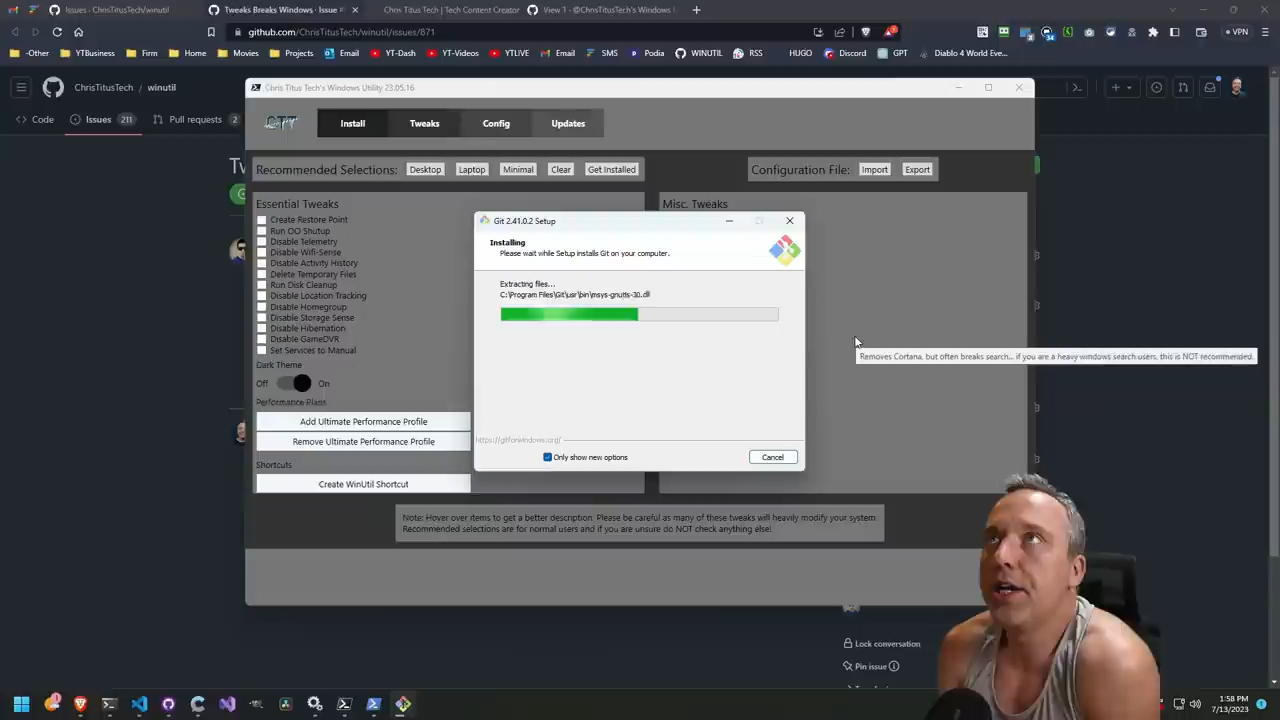 Issues · ChrisTitusTech/winutil
Tweaks Breaks Window · Issue #
Chris Titus Tech | Tech Content Creator
View 1 · @ChrisTitusTech's Windows
github.com/ChrisTitusTech/winutil/issues/871
VPN
-Other
YTBusiness
Firm
Home
Movies
Projects
Email
YT-Dash
YT-Videos
YTLIVE
Email
SMS
Podia
WINUTIL
RSS
HUGO
Discord
GPT
Diablo 4 World Eve...
ChrisTitusTech / winutil
Code
Issues 211
Pull requests 2
Chris Titus Tech's Windows Utility 23.05.16
CTT
Install
Tweaks
Config
Updates
Recommended Selections:
Desktop
Laptop
Minimal
Clear
Get Installed
Configuration File:
Import
Export
Essential Tweaks
Create Restore Point
Run OO Shutup
Disable Telemetry
Disable Wifi-Sense
Disable Activity History
Delete Temporary Files
Run Disk Cleanup
Disable Location Tracking
Disable Homegroup
Disable Storage Sense
Disable Hibernation
Disable GameDVR
Set Services to Manual
Dark Theme
Off
On
Performance Plans
Add Ultimate Performance Profile
Remove Ultimate Performance Profile
Shortcuts
Create WinUtil Shortcut
Misc. Tweaks
Git 2.41.0.2 Setup
Installing
Please wait while Setup installs Git on your computer.
Extracting files...
C:\Program Files\Git\usr\bin\msys-gnutls-30.dll
https://gitforwindows.org/
Only show new options
Cancel
Removes Cortana, but often breaks search... if you are a heavy windows search users, this is NOT recommended.
Note: Hover over items to get a better description. Please be careful as many of these tweaks will heavily modify your system.
Recommended selections are for normal users and if you are unsure do NOT check anything else!
Lock conversation
Pin issue
1:58 PM
7/13/2023